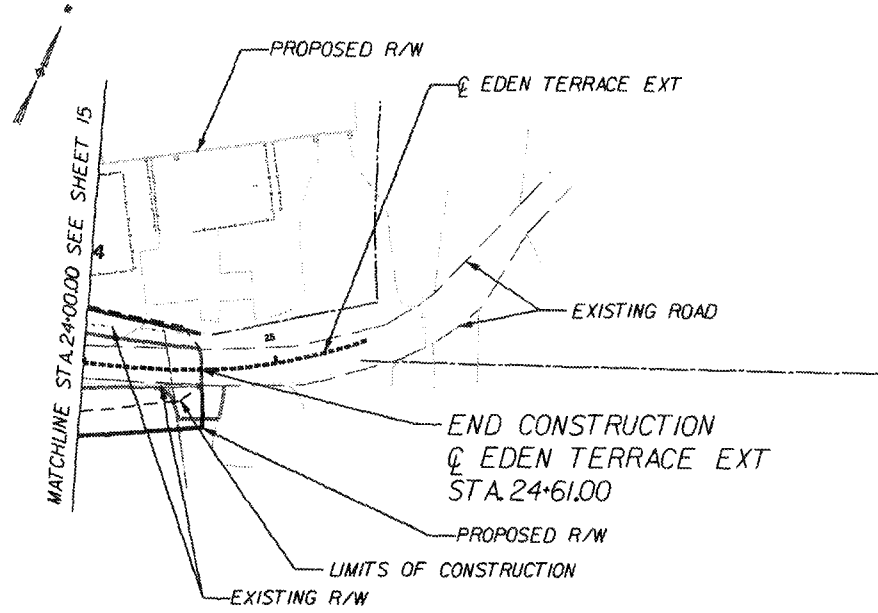 PROPOSED R/W
℄ EDEN TERRACE EXT
MATCHLINE STA. 24+00.00 SEE SHEET 15
4
25
EXISTING ROAD
END CONSTRUCTION
℄ EDEN TERRACE EXT
STA. 24+61.00
PROPOSED R/W
LIMITS OF CONSTRUCTION
EXISTING R/W